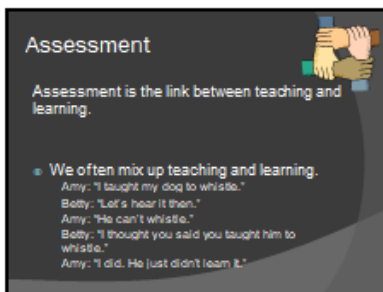 Assessment
Assessment is the link between teaching and
learning.
We often mix up teaching and learning.
Amy: "I taught my dog to whistle."
Betty: "Let's hear it then."
Amy: "He can't whistle."
Betty: "I thought you said you taught him to
whistle."
Amy: "I did. He just didn't learn it."